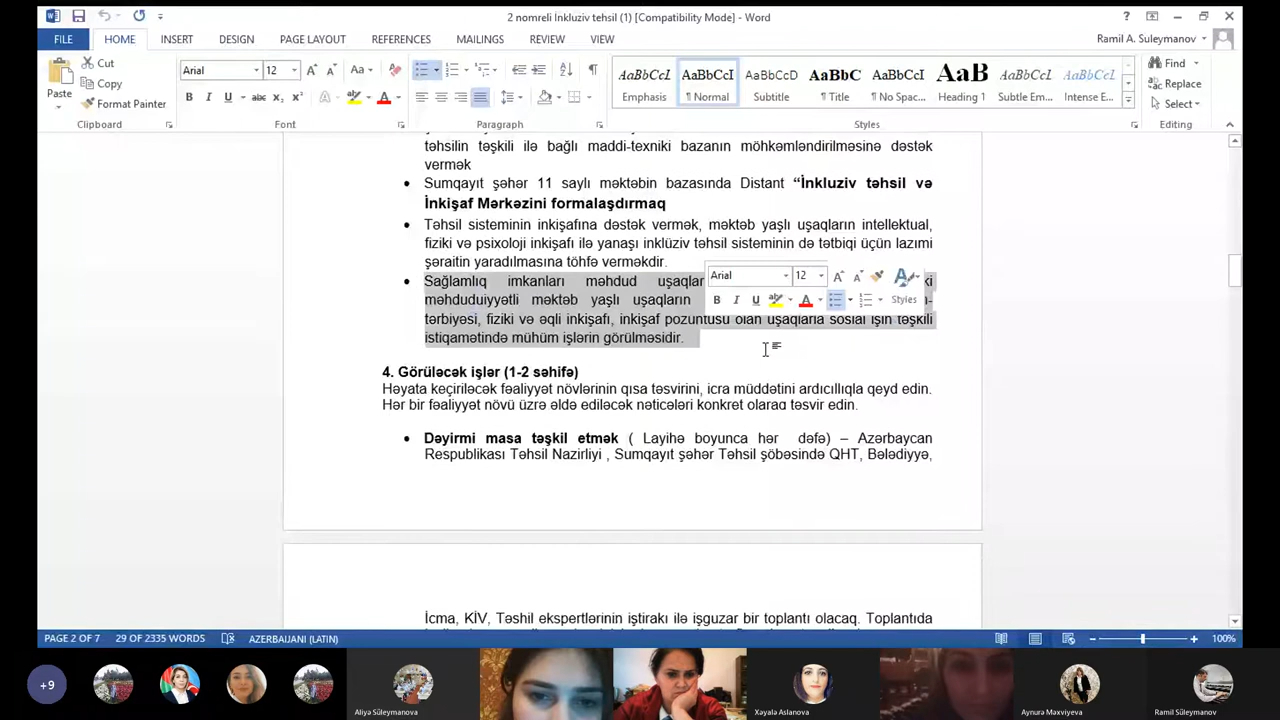 2 nomreli Inkluziv tehsil (1) [Compatibility Mode] - Word
FILE HOME INSERT DESIGN PAGE LAYOUT REFERENCES MAILINGS REVIEW VIEW
Ramil A. Suleymanov
Cut
Copy
Format Painter
Paste
Arial 12
AaBbCcI AaBbCcI AaBbCcD AaBbC AaBbCcI AaB AaBbCcI AaBbCcI
Emphasis ¶ Normal Subtitle ¶ Title ¶ No Spac... Heading 1 Subtle Em... Intense E...
Find
Replace
Select
Clipboard Font Paragraph Styles Editing
təhsilin təşkili ilə bağlı maddi-texniki bazanın möhkəmləndirilməsinə dəstək
vermək
• Sumqayıt şəhər 11 saylı məktəbin bazasında Distant “İnkluziv təhsil və
İnkişaf Mərkəzini formalaşdırmaq
• Təhsil sisteminin inkişafına dəstək vermək, məktəb yaşlı uşaqların intellektual,
fiziki və psixoloji inkişafı ilə yanaşı inklüziv təhsil sisteminin də tətbiqi üçün lazımi
şəraitin yaradılmasına töhfə verməkdir.
• Sağlamlıq imkanları məhdud
məhduduiyyətli məktəb yaşlı uşaqların
tərbiyəsi, fiziki və əqli inkişafı, inkişaf pozuntusu olan uşaqlarla sosial işin təşkili
istiqamətində mühüm işlərin görülməsidir.
Arial 12
Styles
4. Görüləcək işlər (1-2 səhifə)
Həyata keçiriləcək fəaliyyət növlərinin qısa təsvirini, icra müddətini ardıcıllıqla qeyd edin.
Hər bir fəaliyyət növü üzrə əldə ediləcək nəticələri konkret olaraq təsvir edin.
• Dəyirmi masa təşkil etmək ( Layihə boyunca hər dəfə) – Azərbaycan
Respublikası Təhsil Nazirliyi , Sumqayıt şəhər Təhsil şöbəsində QHT, Bələdiyyə,
İcma, KİV, Təshil ekspertlərinin iştirakı ilə işguzar bir toplantı olacaq. Toplantıda
PAGE 2 OF 7 29 OF 2335 WORDS AZERBAIJANI (LATIN) 100%
+9
Aliyə Süleymanova
Xəyalə Aslanova
Aynurə Məxviyeva
Ramil Süleymanov